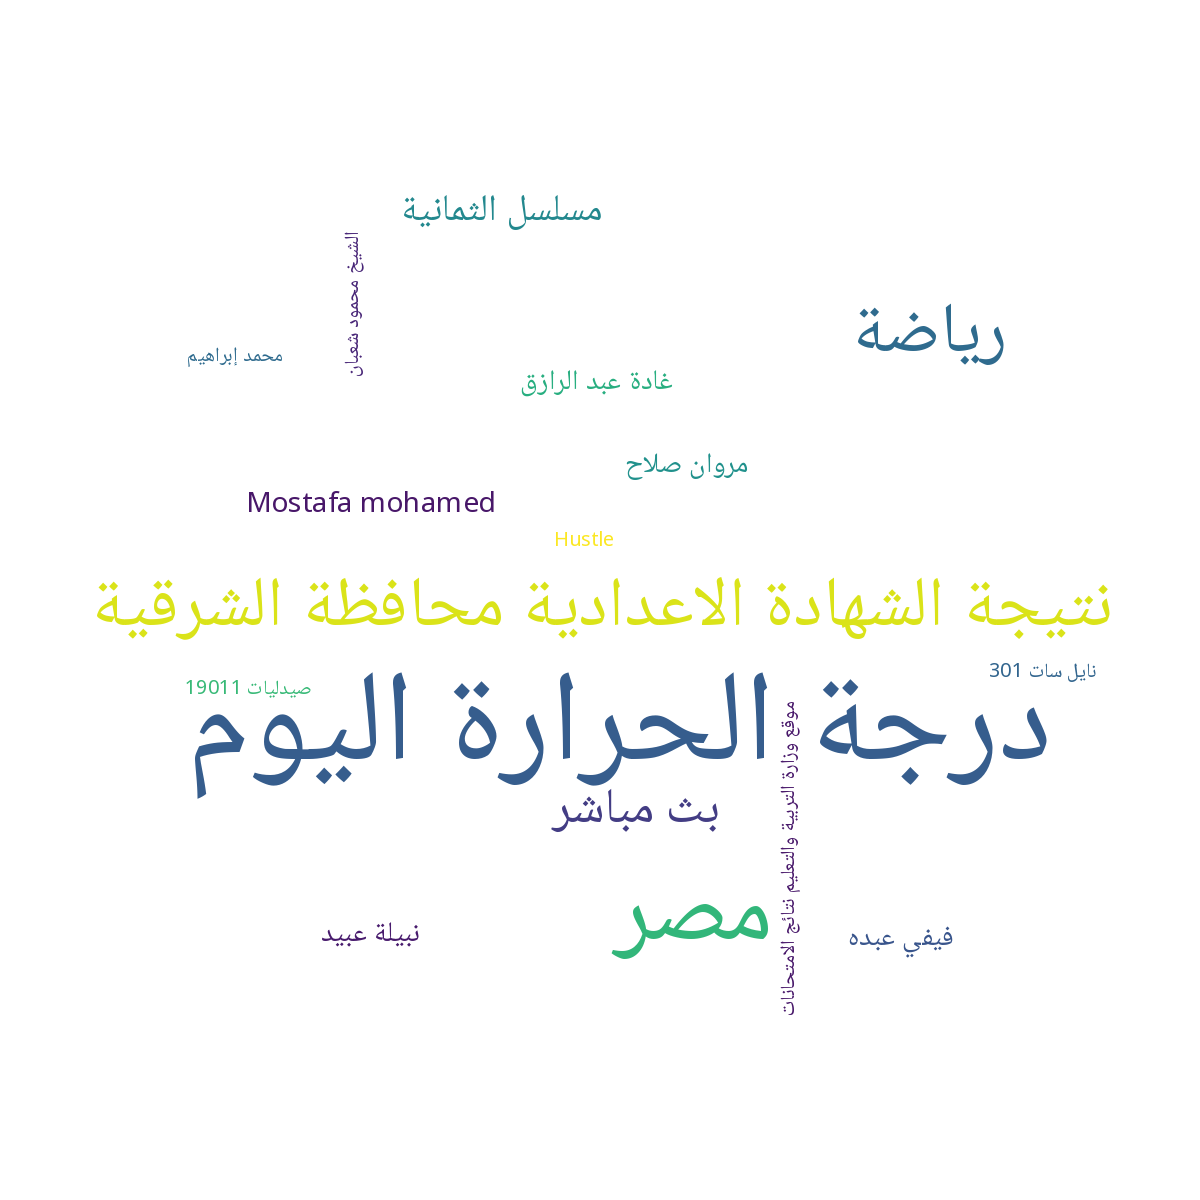 مسلسل الثمانية
الشيخ محمود شعبان
رياضة
محمد إبراهيم
غادة عبد الرازق
مروان صلاح
Mostafa mohamed
Hustle
نتيجة الشهادة الاعدادية محافظة الشرقية
نايل سات 301
صيدليات 19011
درجة الحرارة اليوم
موقع وزارة التربية والتعليم نتائج الامتحانات
بث مباشر
مصر
نبيلة عبيد
فيفي عبده